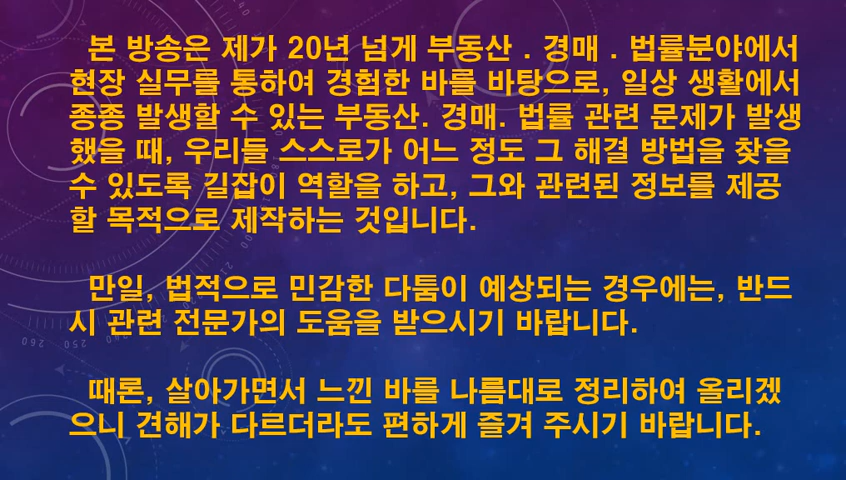 본 방송은 제가 20년 넘게 부동산 . 경매 . 법률분야에서
현장 실무를 통하여 경험한 바를 바탕으로, 일상 생활에서
종종 발생할 수 있는 부동산. 경매. 법률 관련 문제가 발생
했을 때, 우리들 스스로가 어느 정도 그 해결 방법을 찾을
수 있도록 길잡이 역할을 하고, 그와 관련된 정보를 제공
할 목적으로 제작하는 것입니다.
만일, 법적으로 민감한 다툼이 예상되는 경우에는, 반드
시 관련 전문가의 도움을 받으시기 바랍니다.
때론, 살아가면서 느낀 바를 나름대로 정리하여 올리겠
으니 견해가 다르더라도 편하게 즐겨 주시기 바랍니다.
260 250 240